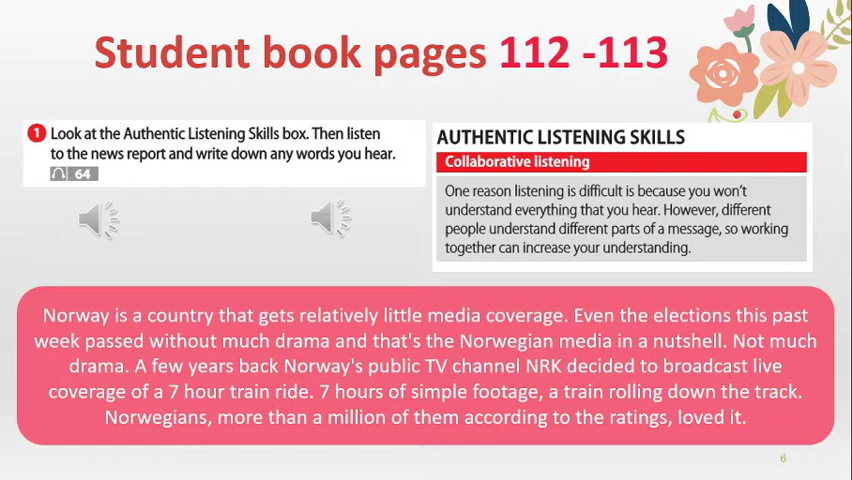 Student book pages 112 -113
1 Look at the Authentic Listening Skills box. Then listen
to the news report and write down any words you hear.
64
AUTHENTIC LISTENING SKILLS
Collaborative listening
One reason listening is difficult is because you won't
understand everything that you hear. However, different
people understand different parts of a message, so working
together can increase your understanding.
Norway is a country that gets relatively little media coverage. Even the elections this past
week passed without much drama and that's the Norwegian media in a nutshell. Not much
drama. A few years back Norway's public TV channel NRK decided to broadcast live
coverage of a 7 hour train ride. 7 hours of simple footage, a train rolling down the track.
Norwegians, more than a million of them according to the ratings, loved it.
6